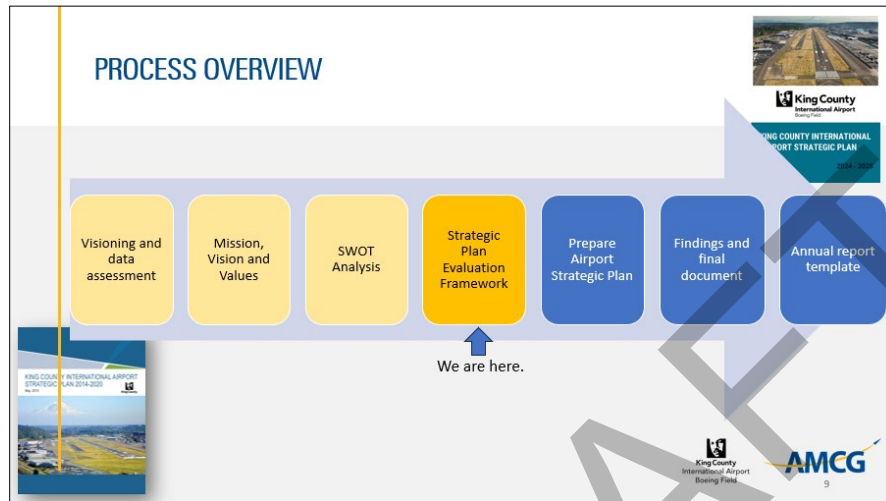 PROCESS OVERVIEW
King County
International Airport
Boeing Field
KING COUNTY INTERNATIONAL
AIRPORT STRATEGIC PLAN
Visioning and
data
assessment
Mission,
Vision and
Values
SWOT
Analysis
Strategic
Plan
Evaluation
Framework
Prepare
Airport
Strategic Plan
Findings and
final
document
Annual report
template
We are here.
KING COUNTY INTERNATIONAL AIRPORT
STRATEGIC PLAN 2014-2020
King County
King County
International Airport
Boeing Field
AMCG
9